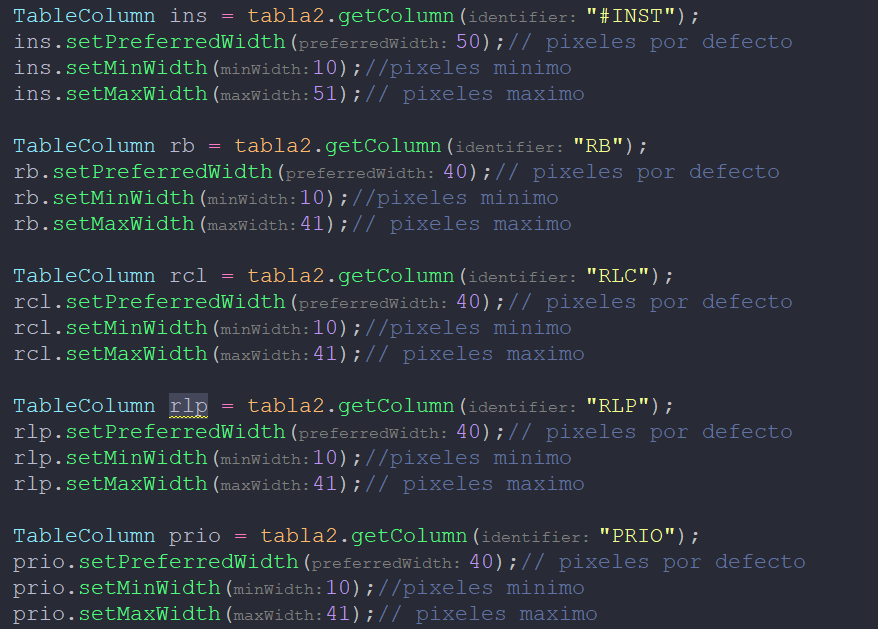 TableColumn ins = tabla2.getColumn(identifier: "#INST");
ins.setPreferredWidth(preferredWidth: 50);// pixeles por defecto
ins.setMinWidth(minWidth:10);//pixeles minimo
ins.setMaxWidth(maxWidth:51);// pixeles maximo
TableColumn rb = tabla2.getColumn(identifier: "RB");
rb.setPreferredWidth(preferredWidth: 40);// pixeles por defecto
rb.setMinWidth(minWidth:10);//pixeles minimo
rb.setMaxWidth(maxWidth:41);// pixeles maximo
TableColumn rcl = tabla2.getColumn(identifier: "RLC");
rcl.setPreferredWidth(preferredWidth: 40);// pixeles por defecto
rcl.setMinWidth(minWidth:10);//pixeles minimo
rcl.setMaxWidth(maxWidth:41);// pixeles maximo
TableColumn rlp = tabla2.getColumn(identifier: "RLP");
rlp.setPreferredWidth(preferredWidth: 40);// pixeles por defecto
rlp.setMinWidth(minWidth:10);//pixeles minimo
rlp.setMaxWidth(maxWidth:41);// pixeles maximo
TableColumn prio = tabla2.getColumn(identifier: "PRIO");
prio.setPreferredWidth(preferredWidth: 40);// pixeles por defecto
prio.setMinWidth(minWidth:10);//pixeles minimo
prio.setMaxWidth(maxWidth:41);// pixeles maximo